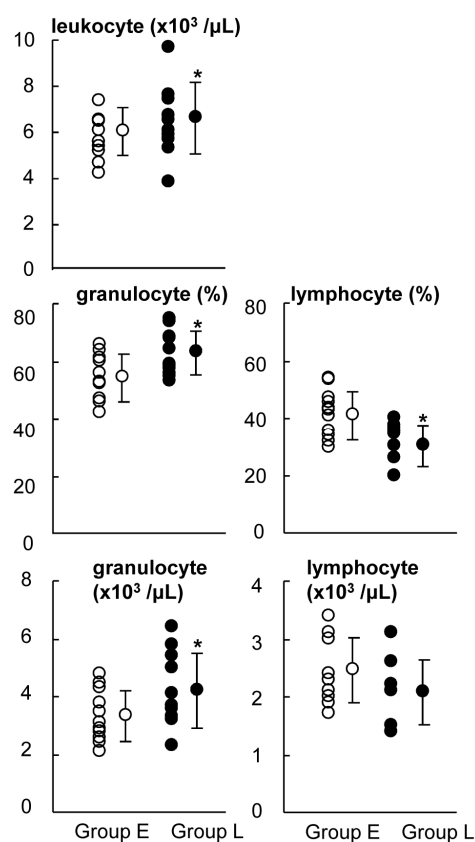 leukocyte (x10³ /µL)
10
*
8
6
4
2
0
granulocyte (%)
lymphocyte (%)
80
60
40
20
0
*
80
60
40
20
0
*
granulocyte
(x10³ /µL)
lymphocyte
(x10³ /µL)
8
6
4
2
0
*
4
3
2
1
0
Group E
Group L
Group E
Group L